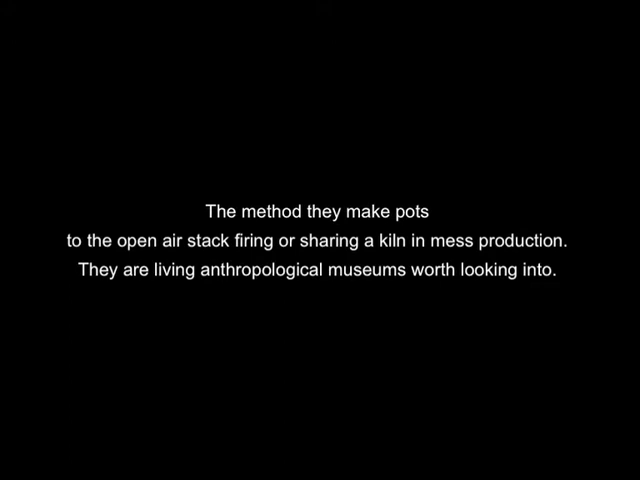 The method they make pots
to the open air stack firing or sharing a kiln in mess production.
They are living anthropological museums worth looking into.